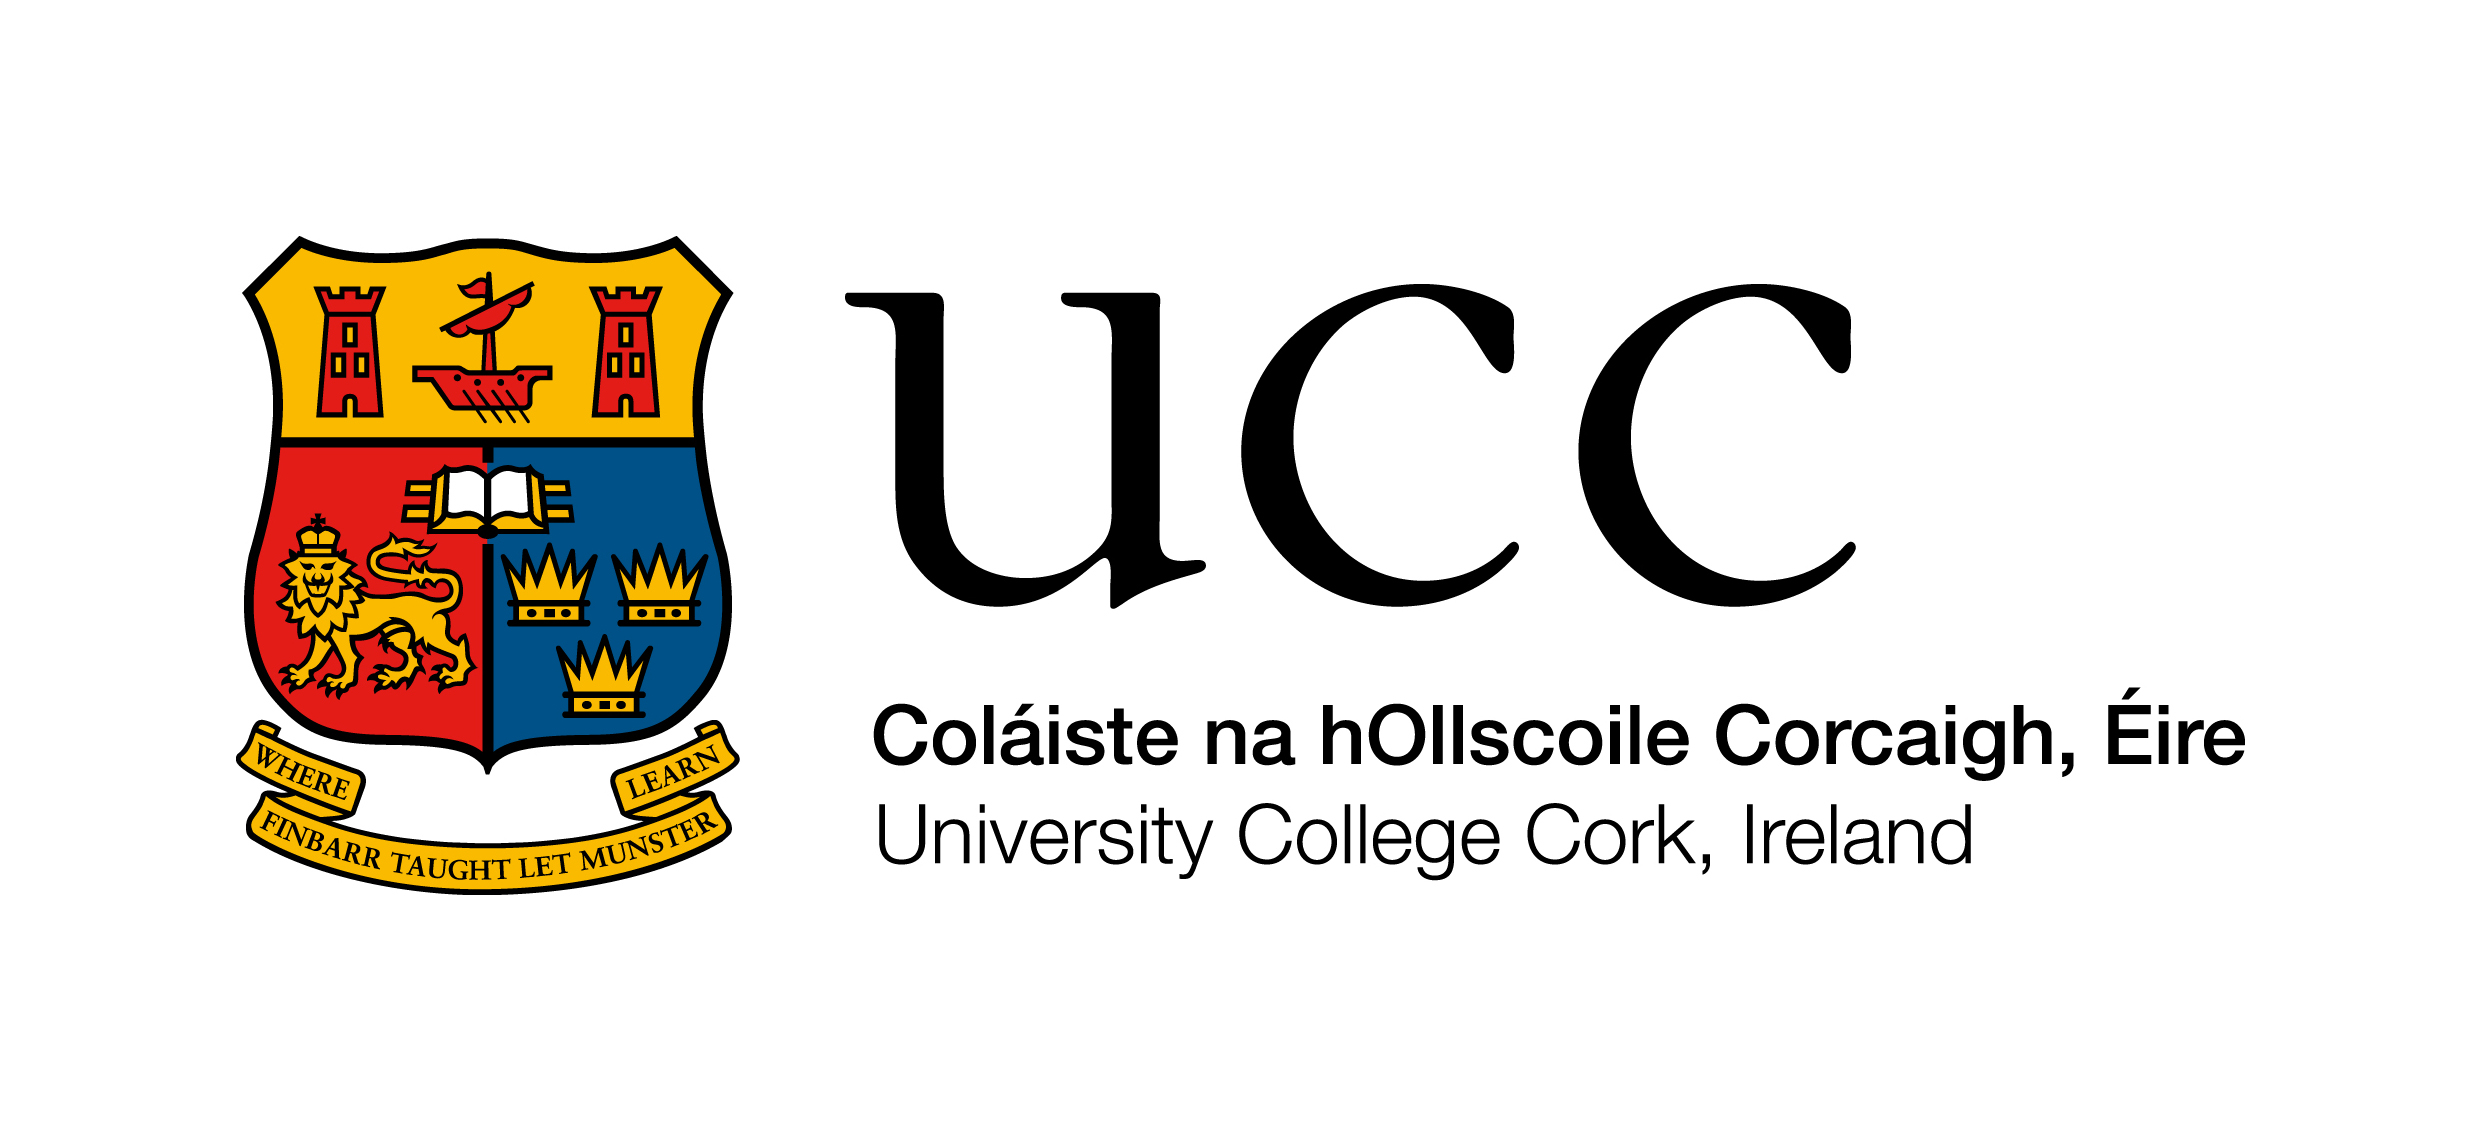 ucc
Coláiste na hOllscoile Corcaigh, Éire
University College Cork, Ireland
WHERE
FINBARR TAUGHT LET MUNSTER
LEARN